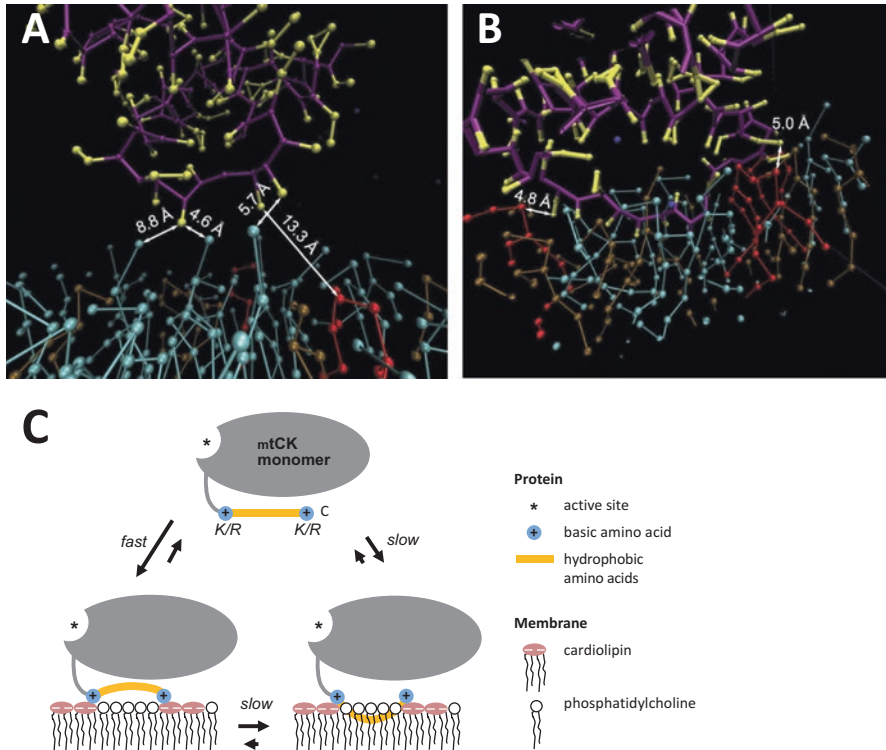 A
B
8.8 Å
4.6 Å
5.7 Å
13.3 Å
4.8 Å
5.0 Å
C
*
mtCK
monomer
+
+
C
K/R
K/R
fast
slow
*
+
+
slow
*
+
+
Protein
* active site
+ basic amino acid
hydrophobic
amino acids
Membrane
cardiolipin
phosphatidylcholine